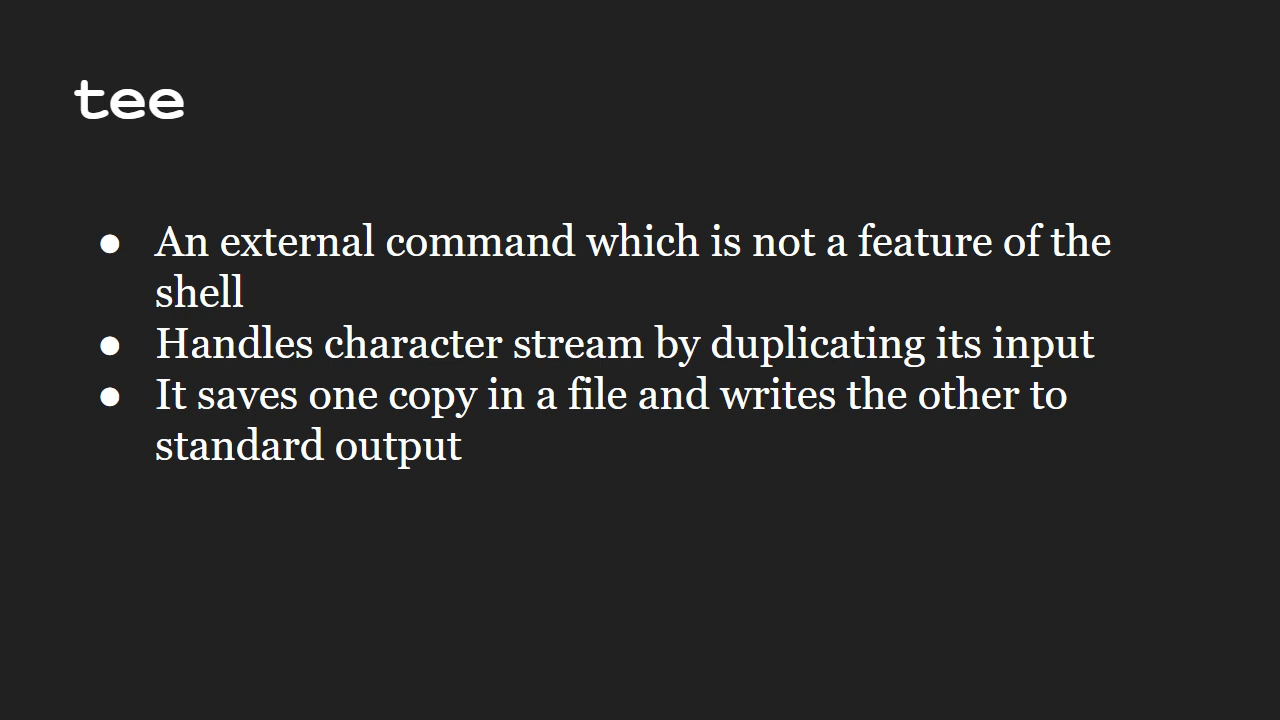 tee
● An external command which is not a feature of the
shell
● Handles character stream by duplicating its input
● It saves one copy in a file and writes the other to
standard output